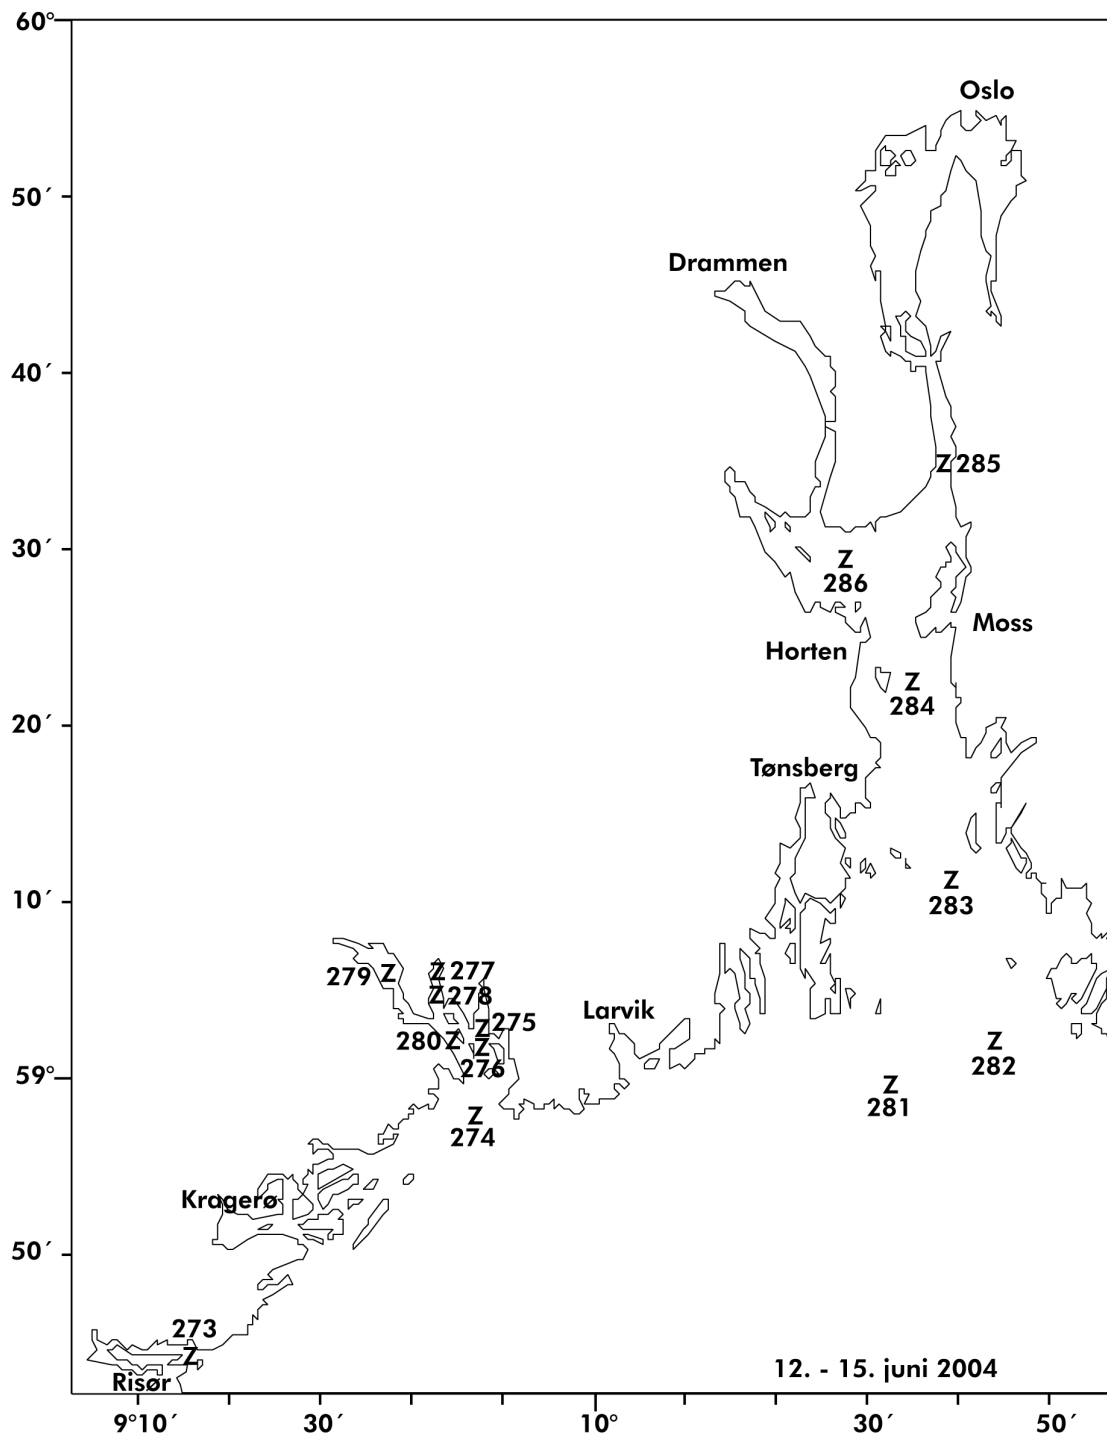 60°
Oslo
50´
Drammen
40´
Z 285
30´
Z
286
Moss
Horten
Z
284
20´
Tønsberg
Z
283
10´
279 Z
Z 277
Z 278
Larvik
Z 275
280 Z
Z
276
Z
282
59°
Z
281
Z
274
Kragerø
50´
273
Z
Risør
12. - 15. juni 2004
9°10´
30´
10°
30´
50´